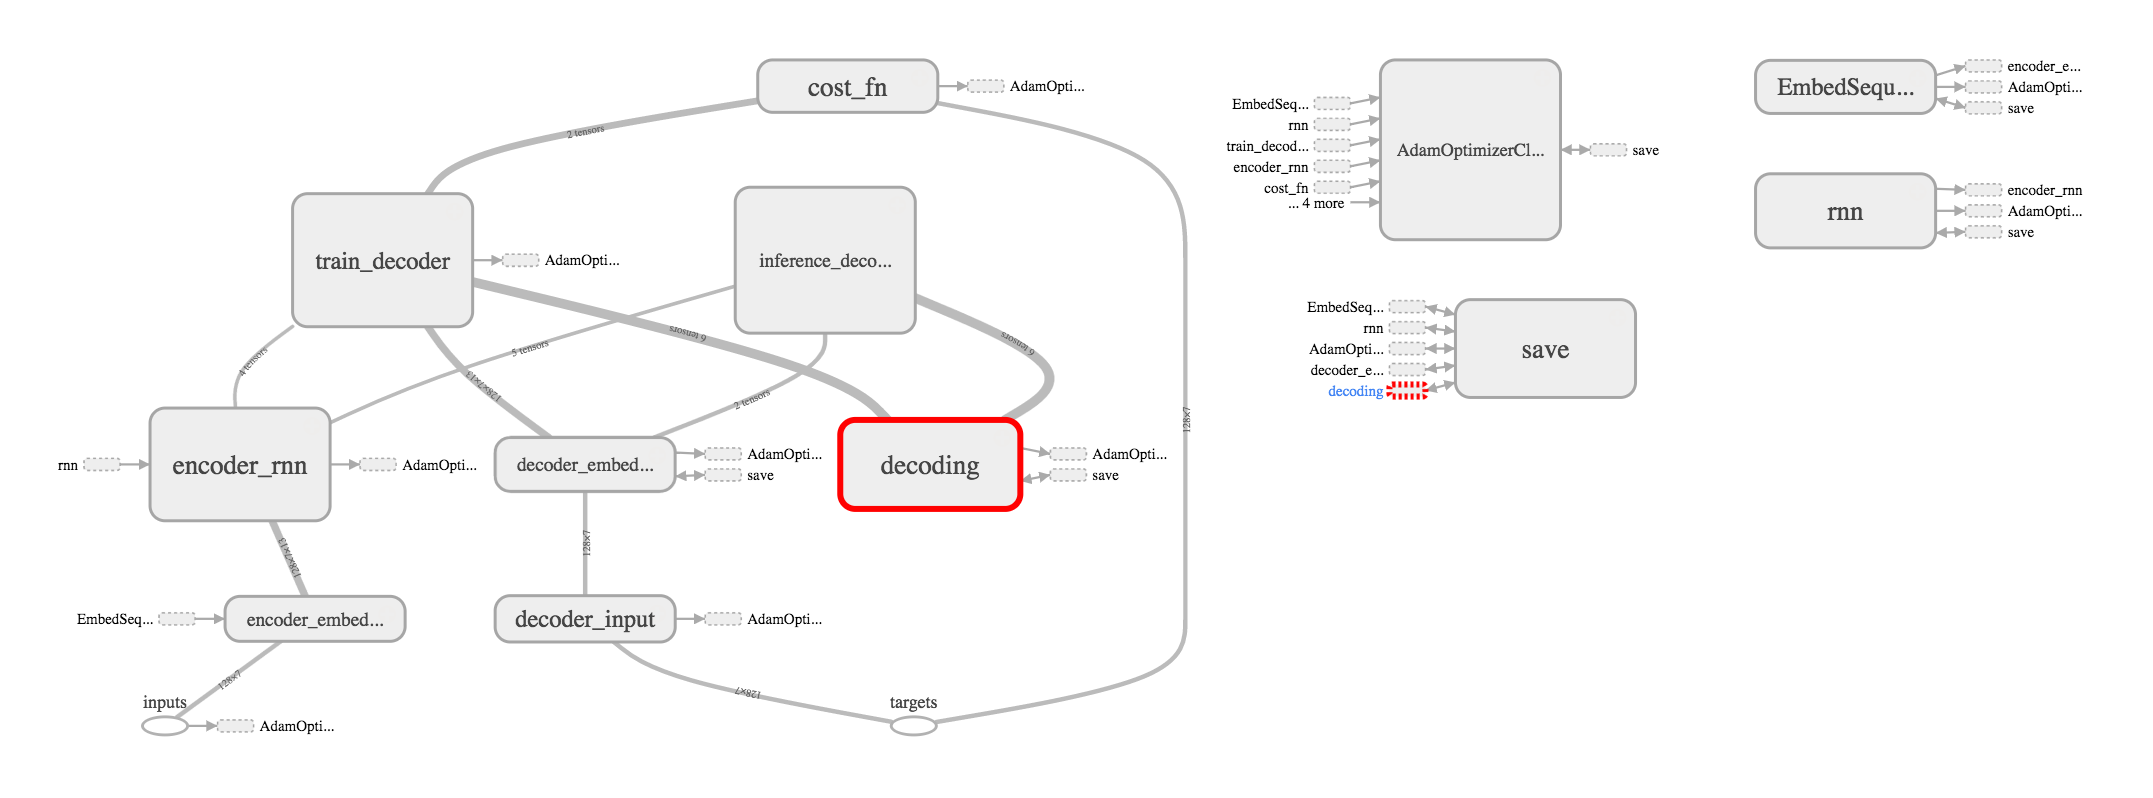 cost_fn
AdamOpti...
2 tensors
train_decoder
AdamOpti...
inference_deco...
6 tensors
6 tensors
5 tensors
4 tensors
128×7×13
2 tensors
128×7
rnn
encoder_rnn
AdamOpti...
decoder_embed...
AdamOpti...
save
decoding
AdamOpti...
save
128×7×13
128×7
EmbedSeq...
encoder_embed...
decoder_input
AdamOpti...
128×7
128×7
inputs
AdamOpti...
targets
EmbedSeq...
rnn
train_decod...
encoder_rnn
cost_fn
... 4 more
AdamOptimizerCl...
save
EmbedSeq...
rnn
AdamOpti...
decoder_e...
decoding
save
EmbedSequ...
encoder_e...
AdamOpti...
save
rnn
encoder_rnn
AdamOpti...
save